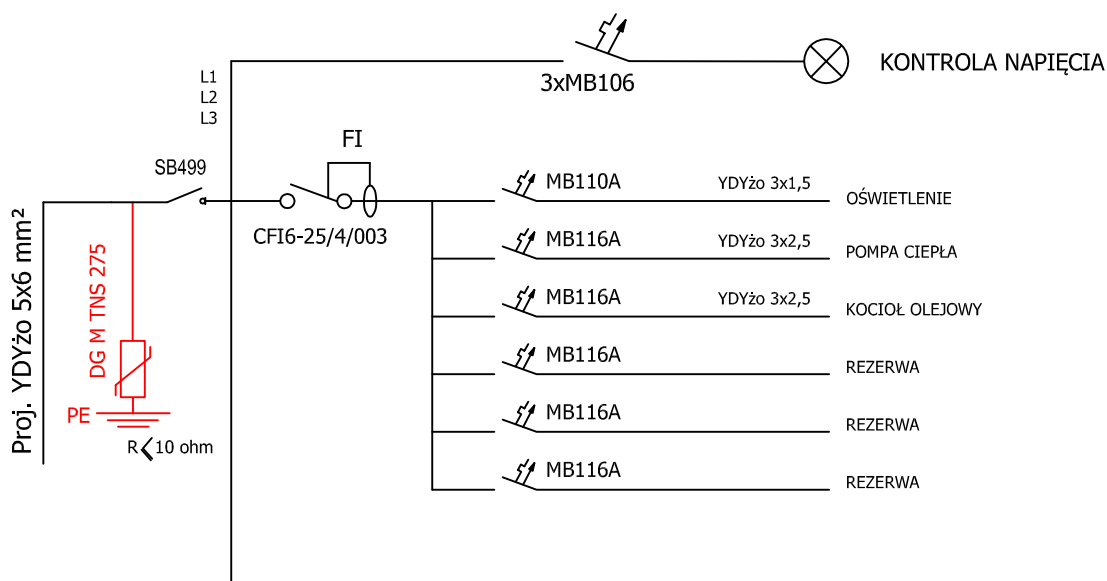 L1
L2
L3
3xMB106
KONTROLA NAPIĘCIA
FI
SB499
CFI6-25/4/003
MB110A
YDYżo 3x1,5
OŚWIETLENIE
MB116A
YDYżo 3x2,5
POMPA CIEPŁA
MB116A
YDYżo 3x2,5
KOCIOŁ OLEJOWY
MB116A
REZERWA
MB116A
REZERWA
MB116A
REZERWA
Proj. YDYżo 5x6 mm²
DG M TNS 275
PE
R<10 ohm